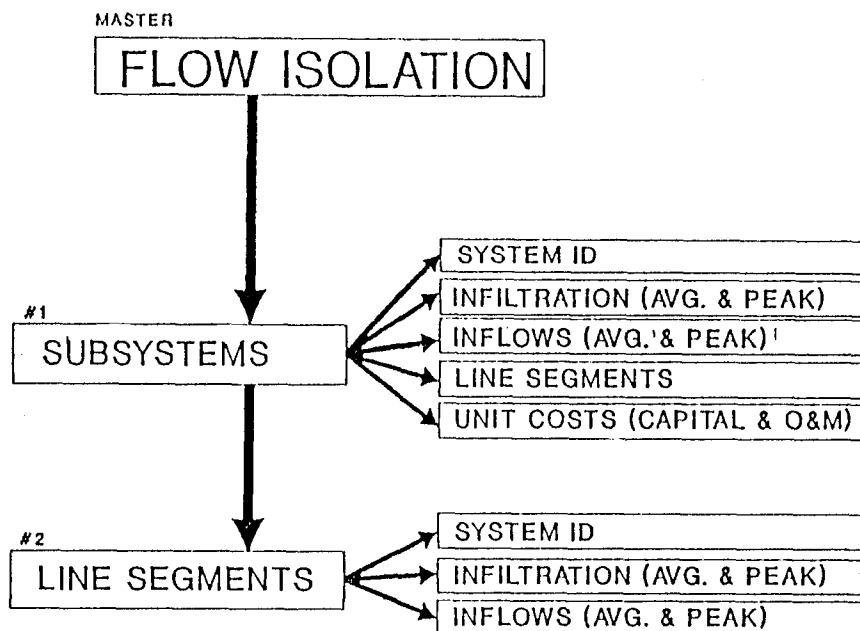 MASTER
FLOW ISOLATION
#1
SUBSYSTEMS
SYSTEM ID
INFILTRATION (AVG. & PEAK)
INFLOWS (AVG. & PEAK)
LINE SEGMENTS
UNIT COSTS (CAPITAL & O&M)
#2
LINE SEGMENTS
SYSTEM ID
INFILTRATION (AVG. & PEAK)
INFLOWS (AVG. & PEAK)